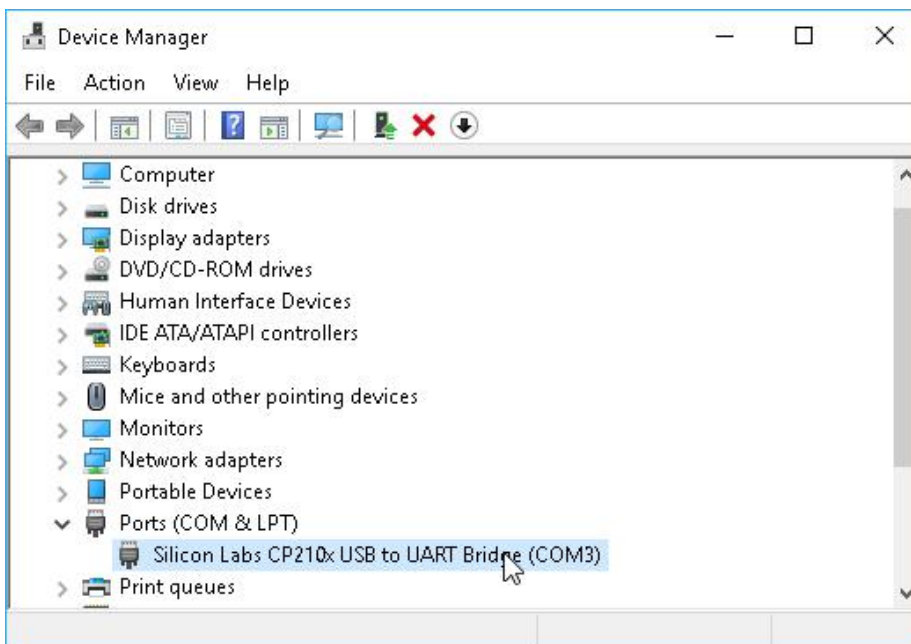 Device Manager
File Action View Help
Computer
Disk drives
Display adapters
DVD/CD-ROM drives
Human Interface Devices
IDE ATA/ATAPI controllers
Keyboards
Mice and other pointing devices
Monitors
Network adapters
Portable Devices
Ports (COM & LPT)
Silicon Labs CP210x USB to UART Bridge (COM3)
Print queues